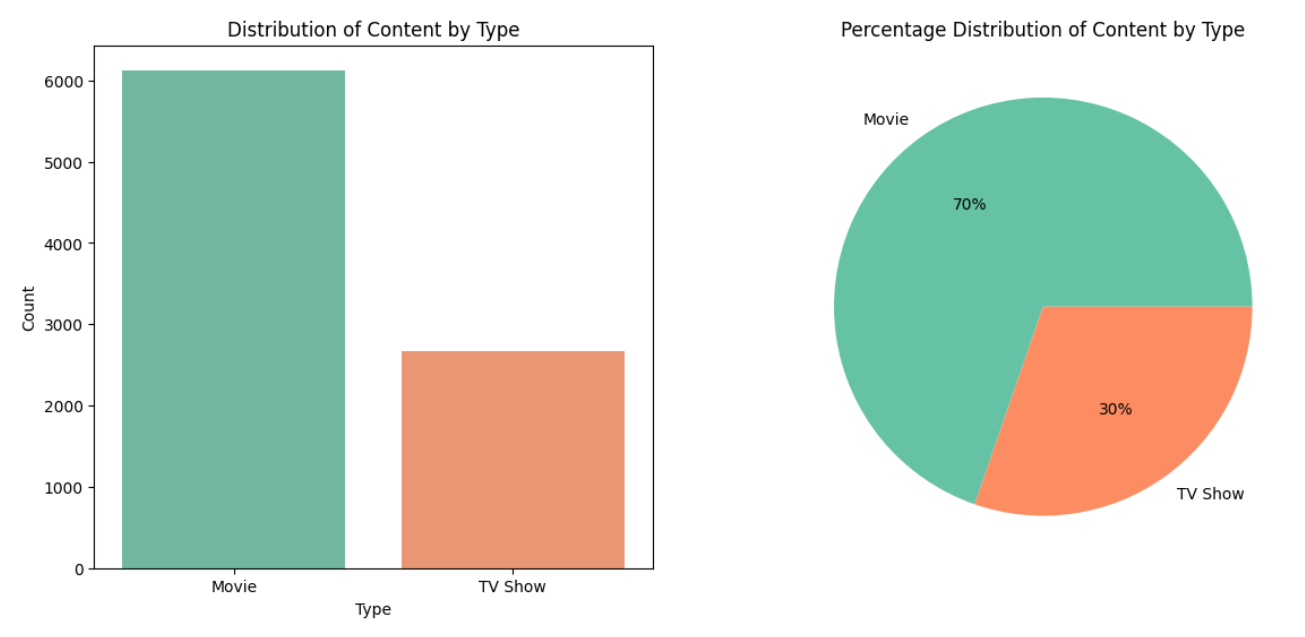 Distribution of Content by Type
6000
5000
4000
3000
2000
1000
0
Count
Movie
TV Show
Type
Percentage Distribution of Content by Type
Movie
70%
30%
TV Show